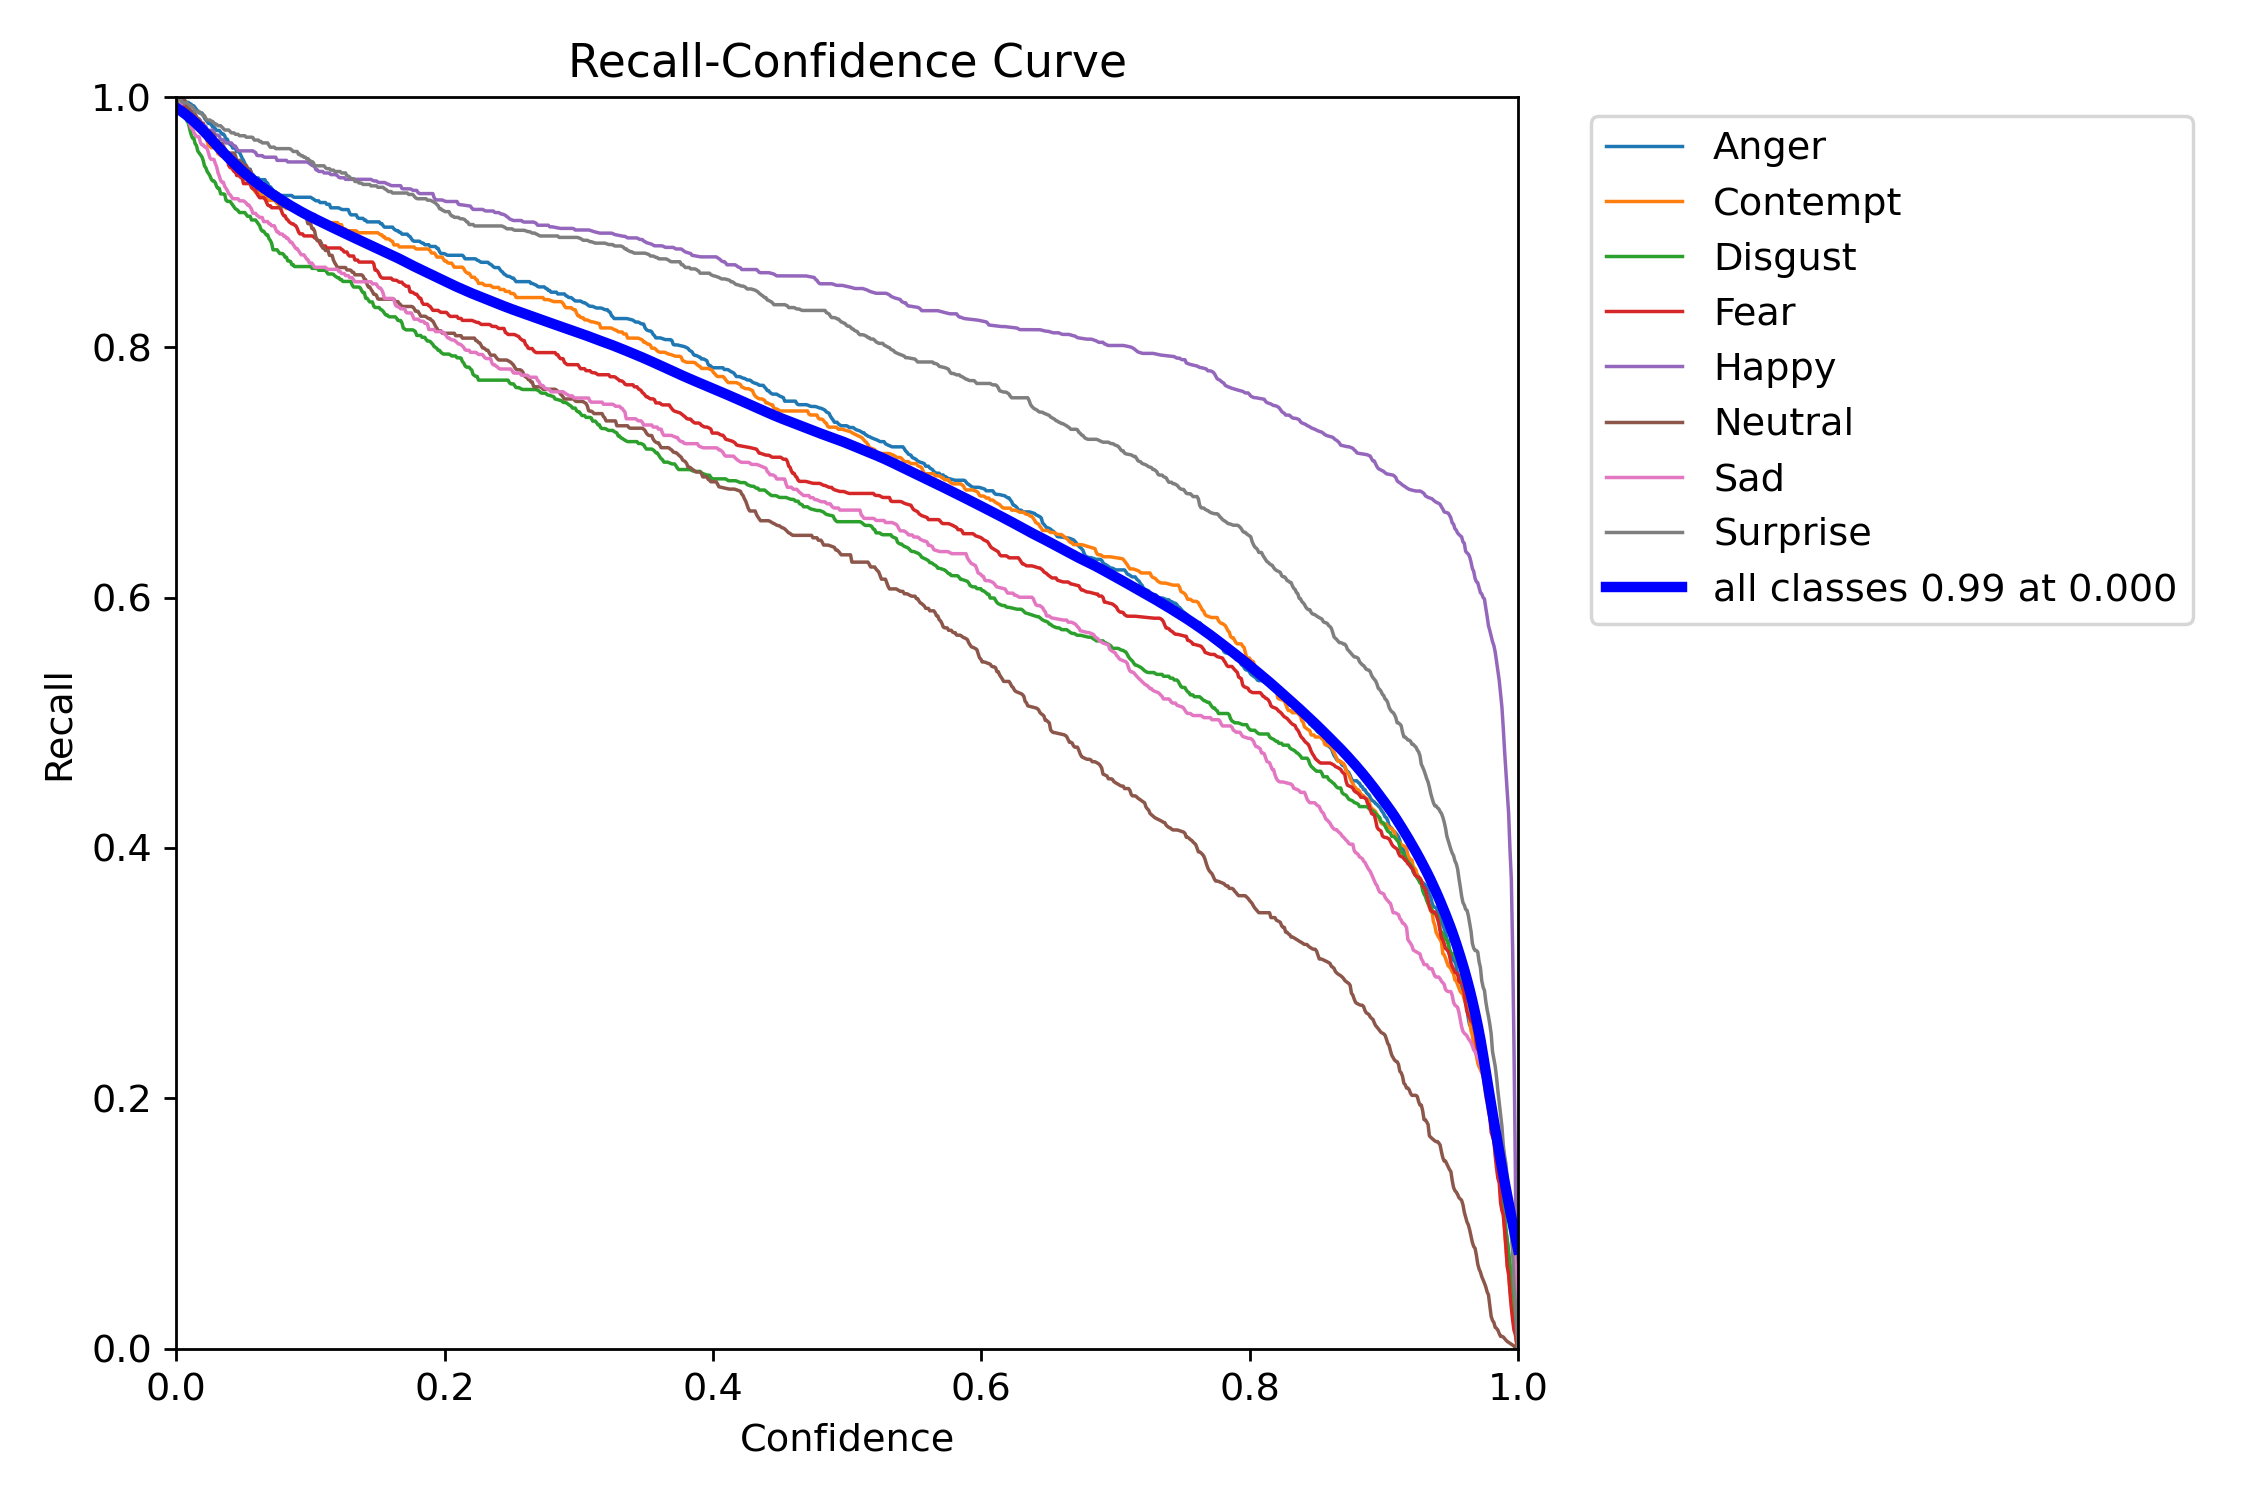 Recall-Confidence Curve
1.0
0.8
0.6
0.4
0.2
0.0
Recall
0.0 0.2 0.4 0.6 0.8 1.0
Confidence
Anger
Contempt
Disgust
Fear
Happy
Neutral
Sad
Surprise
all classes 0.99 at 0.000